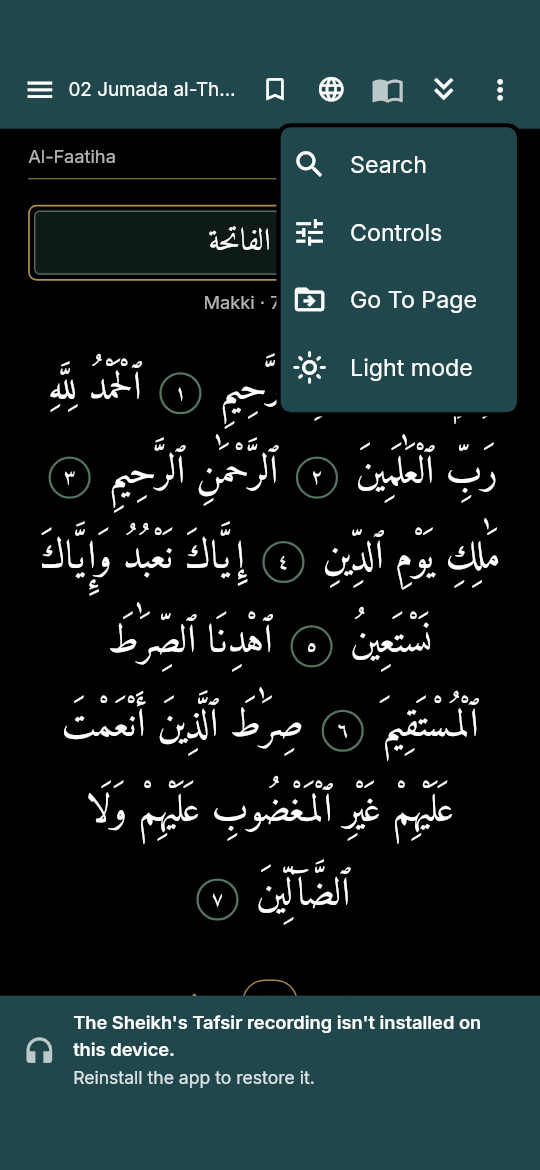 02 Jumada al-Th...
Al-Faatiha
Search
Controls
Go To Page
Light mode
الفاتحة
Makki · 7
رَّحِيمِ ١ ٱلْحَمْدُ لِلَّهِ
رَبِّ ٱلْعَٰلَمِينَ ٢ ٱلرَّحْمَٰنِ ٱلرَّحِيمِ ٣
مَٰلِكِ يَوْمِ ٱلدِّينِ ٤ إِيَّاكَ نَعْبُدُ وَإِيَّاكَ
نَسْتَعِينُ ٥ ٱهْدِنَا ٱلصِّرَٰطَ
ٱلْمُسْتَقِيمَ ٦ صِرَٰطَ ٱلَّذِينَ أَنْعَمْتَ
عَلَيْهِمْ غَيْرِ ٱلْمَغْضُوبِ عَلَيْهِمْ وَلَا
ٱلضَّآلِّينَ ٧
The Sheikh's Tafsir recording isn't installed on
this device.
Reinstall the app to restore it.